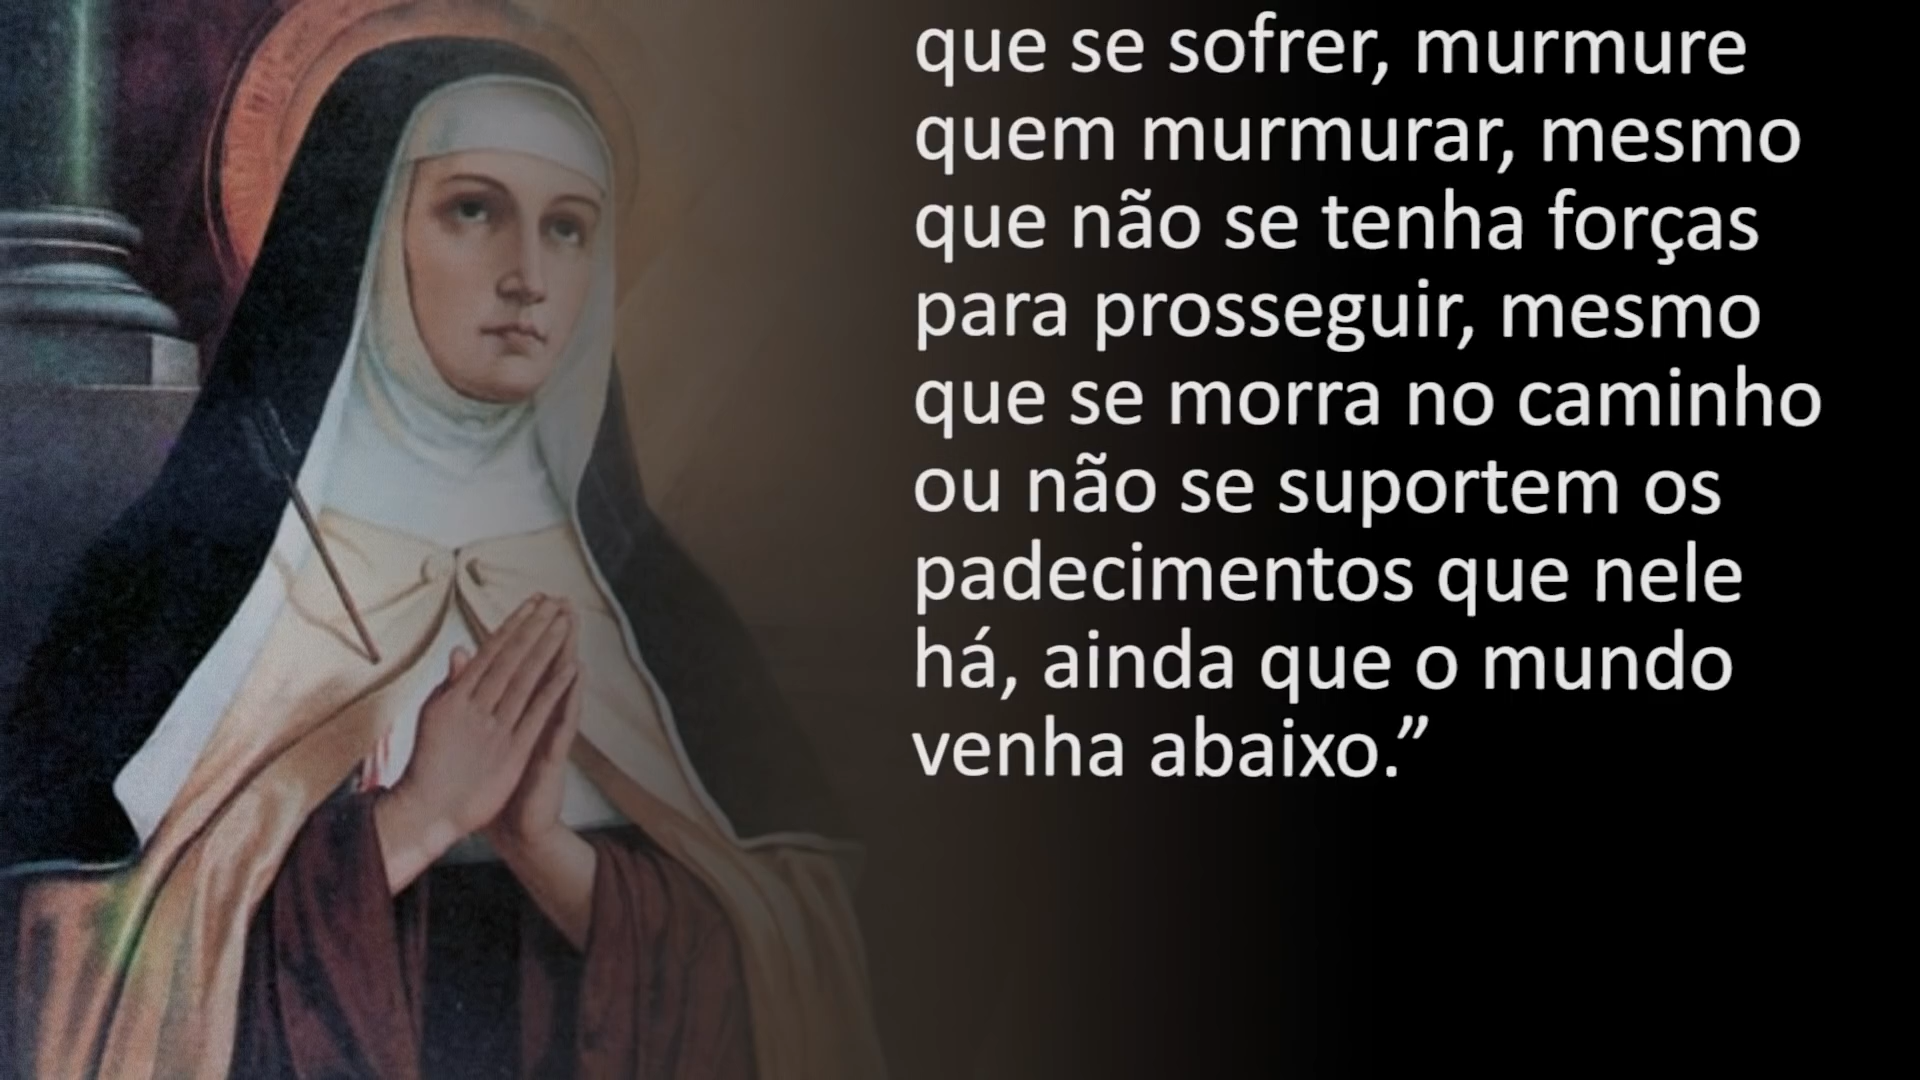 que se sofrer, murmure
quem murmurar, mesmo
que não se tenha forças
para prosseguir, mesmo
que se morra no caminho
ou não se suportem os
padecimentos que nele
há, ainda que o mundo
venha abaixo.”